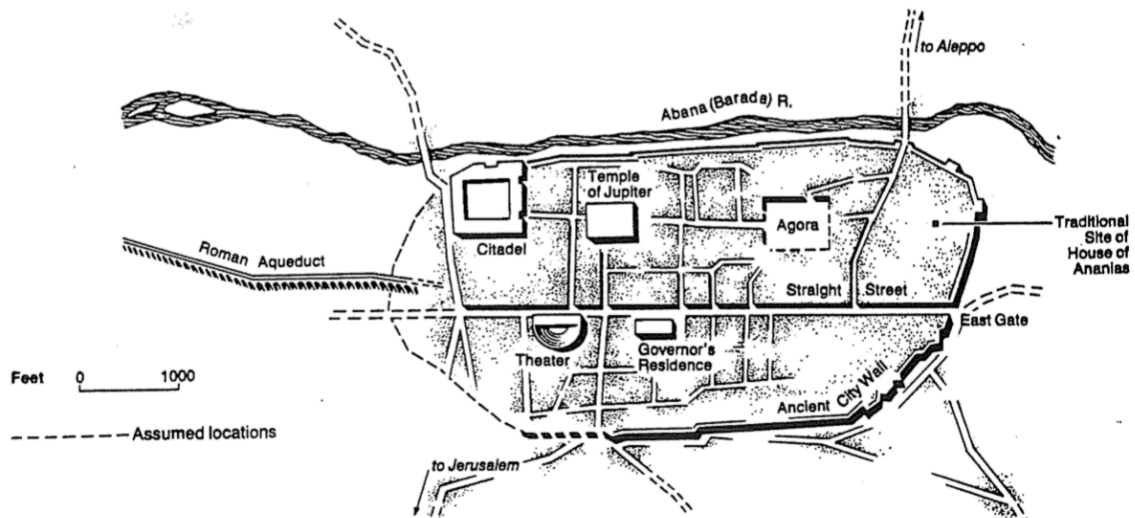 to Aleppo
Abana (Barada) R.
Temple
of Jupiter
Agora
Traditional
Site of
House of
Ananias
Citadel
Roman Aqueduct
Straight Street
East Gate
Theater
Governor's
Residence
Feet 0 1000
Ancient City Wall
Assumed locations
to Jerusalem